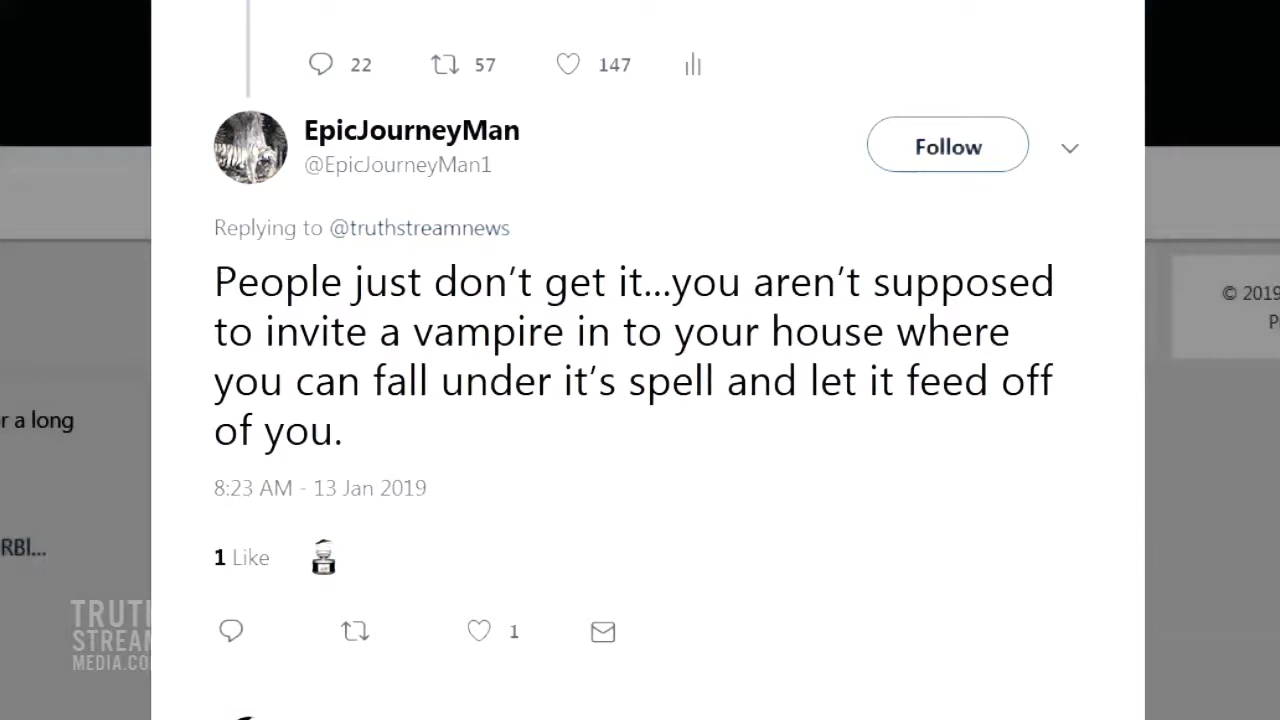 22 57 147
EpicJourneyMan
@EpicJourneyMan1
Follow
Replying to @truthstreamnews
People just don't get it...you aren't supposed
to invite a vampire in to your house where
you can fall under it's spell and let it feed off
of you.
8:23 AM - 13 Jan 2019
1 Like
1
© 2019
r a long
RBI...
TRUTH
STREAM
MEDIA.CO